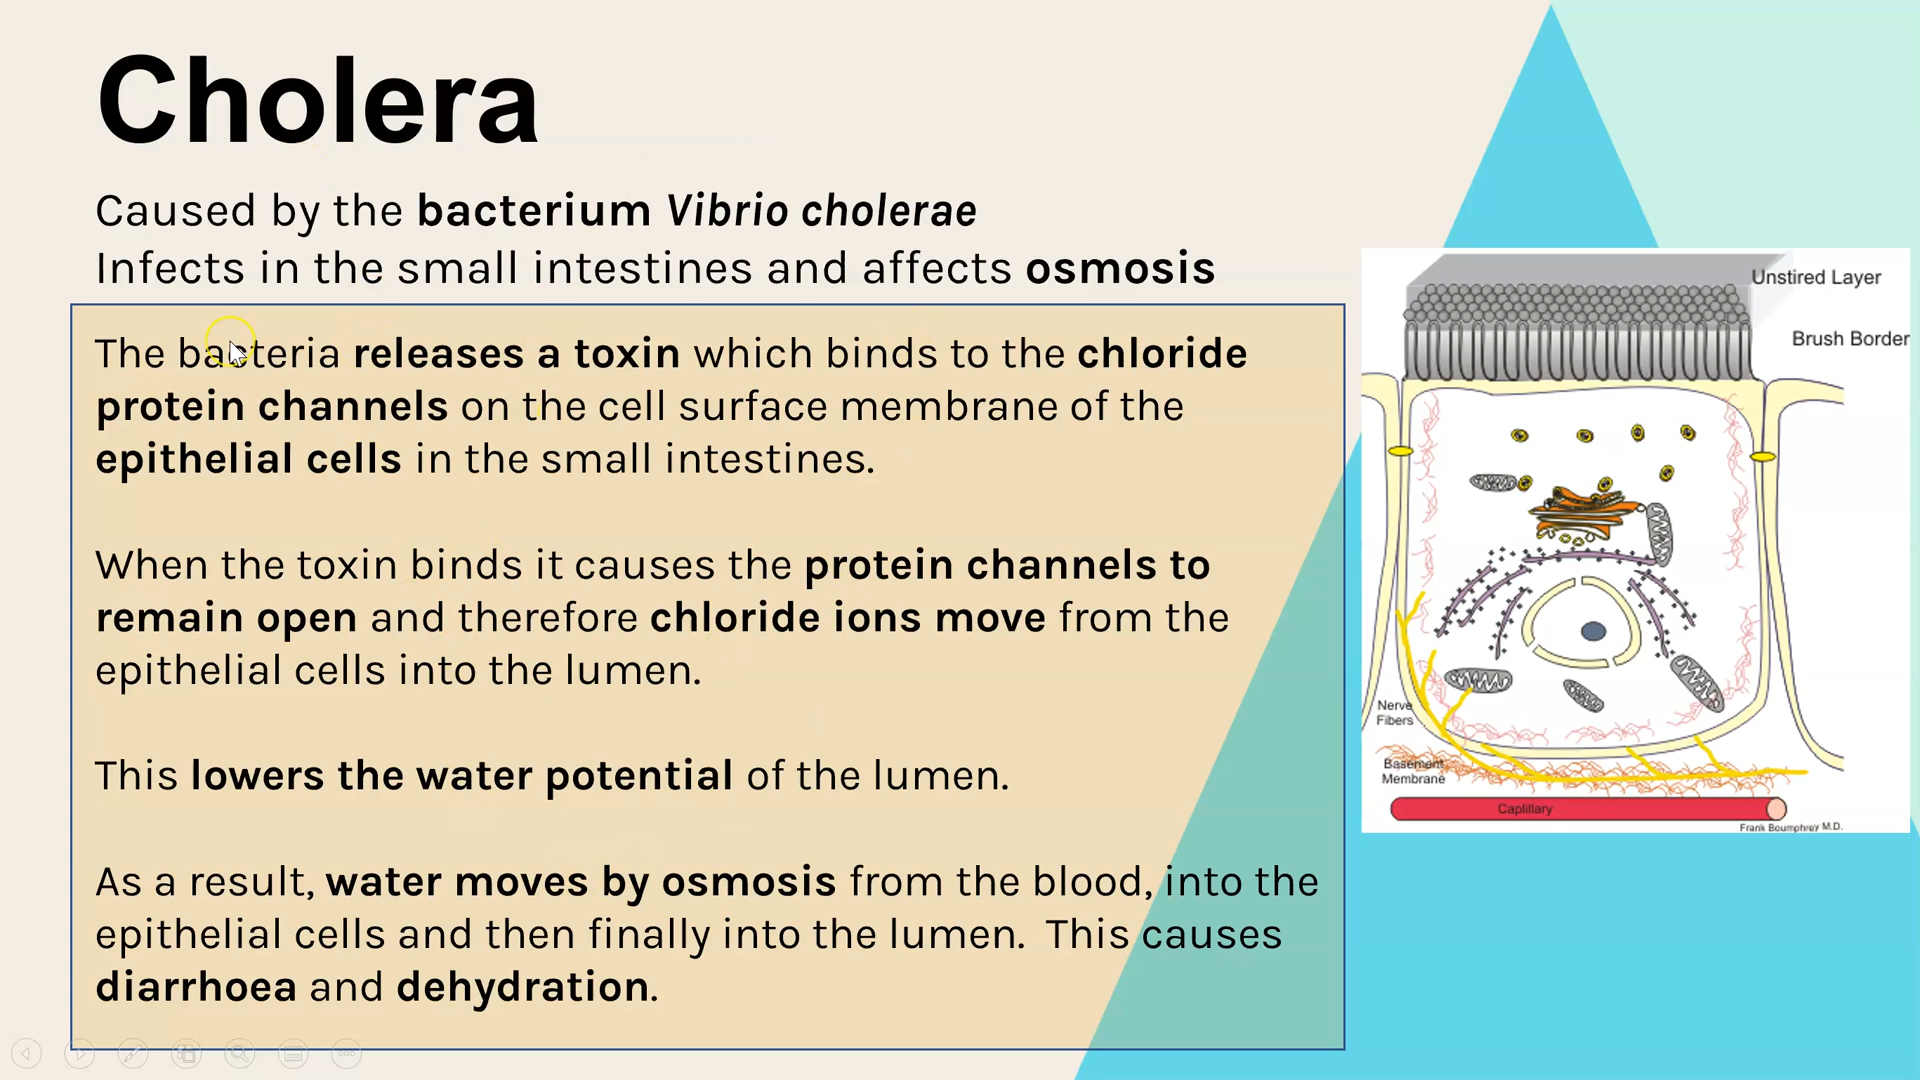 Cholera
Caused by the bacterium Vibrio cholerae
Infects in the small intestines and affects osmosis
The bacteria releases a toxin which binds to the chloride
protein channels on the cell surface membrane of the
epithelial cells in the small intestines.
When the toxin binds it causes the protein channels to
remain open and therefore chloride ions move from the
epithelial cells into the lumen.
This lowers the water potential of the lumen.
As a result, water moves by osmosis from the blood, into the
epithelial cells and then finally into the lumen. This causes
diarrhoea and dehydration.
Unstired Layer
Brush Border
Nerve
Fibers
Basement
Membrane
Capillary
Frank Boumphrey M.D.